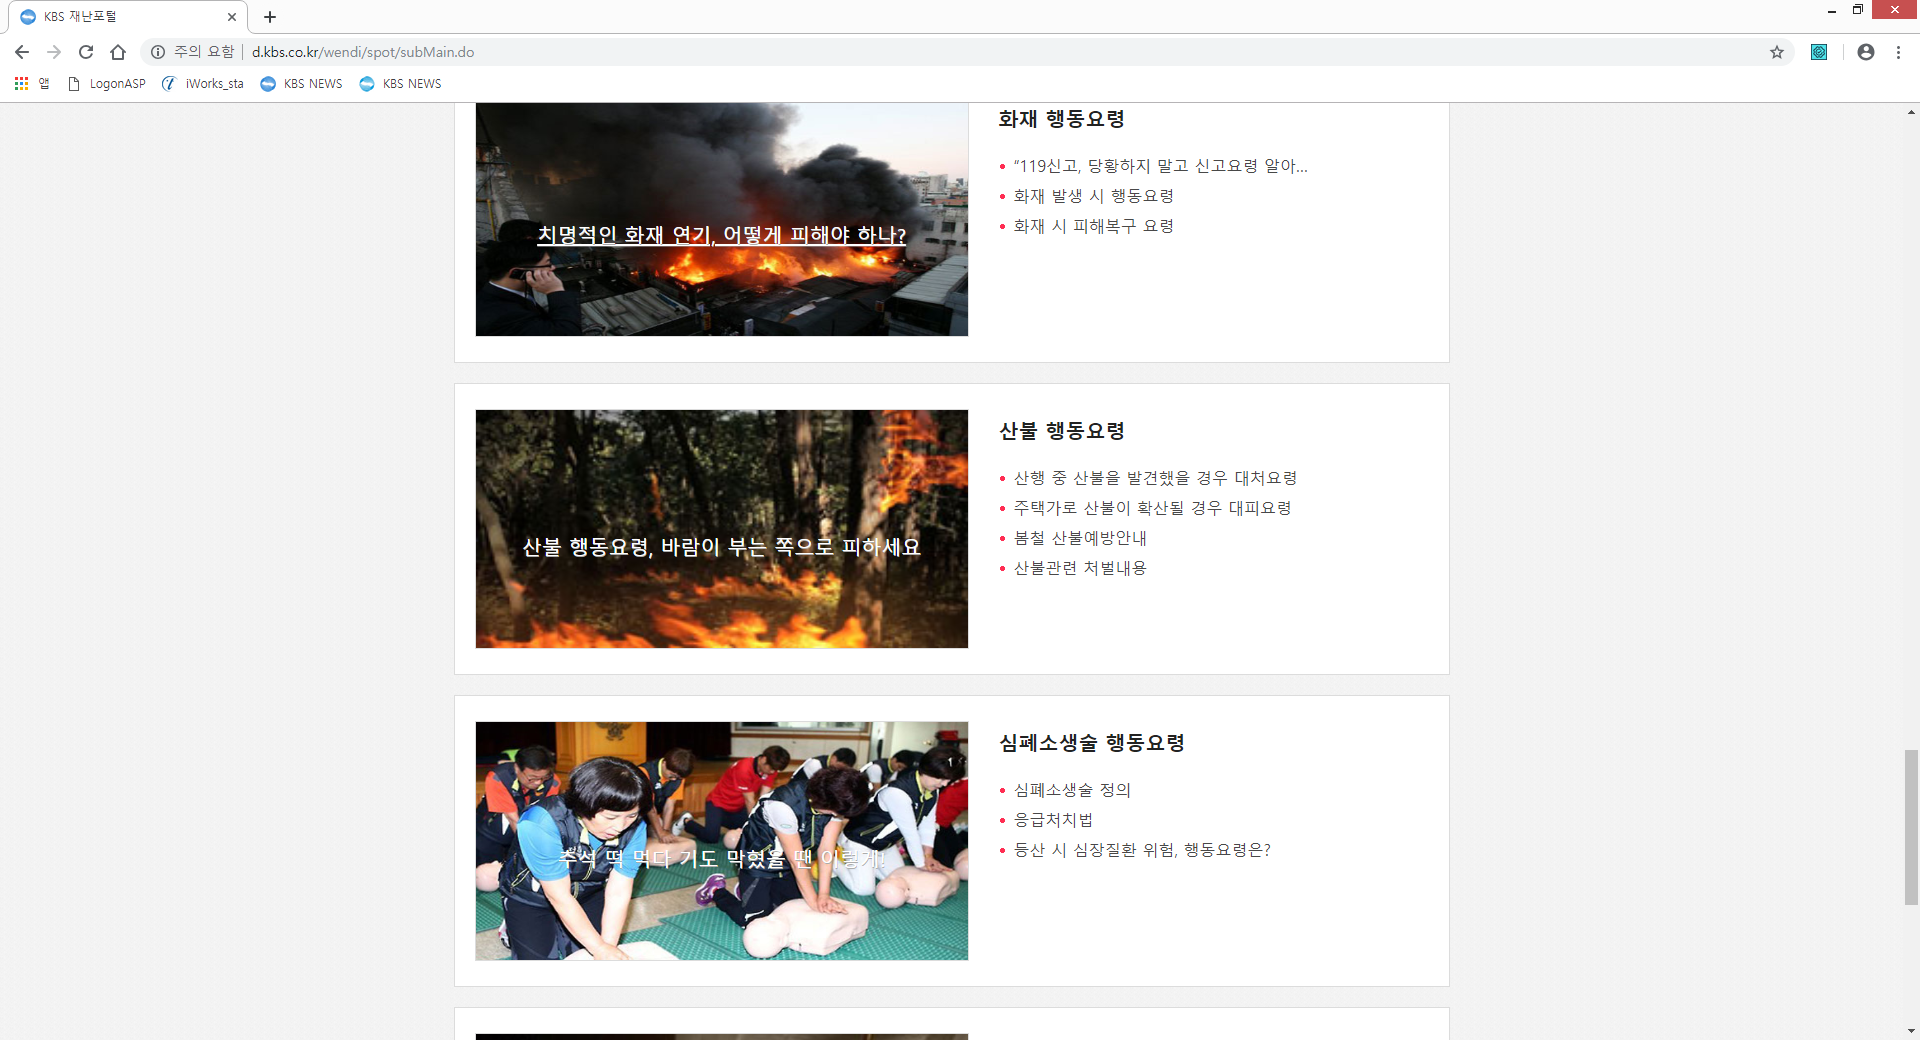 KBS 재난포털
주의 요함 d.kbs.co.kr/wendi/spot/subMain.do
앱 LogonASP iWorks_sta KBS NEWS KBS NEWS
화재 행동요령
“119신고, 당황하지 말고 신고요령 알아...
화재 발생 시 행동요령
화재 시 피해복구 요령
치명적인 화재 연기, 어떻게 피해야 하나?
산불 행동요령
산행 중 산불을 발견했을 경우 대처요령
주택가로 산불이 확산될 경우 대피요령
봄철 산불예방안내
산불관련 처벌내용
산불 행동요령, 바람이 부는 쪽으로 피하세요
심폐소생술 행동요령
심폐소생술 정의
응급처치법
등산 시 심장질환 위험, 행동요령은?
추석 떡 먹다 기도 막혔을 땐 이렇게!